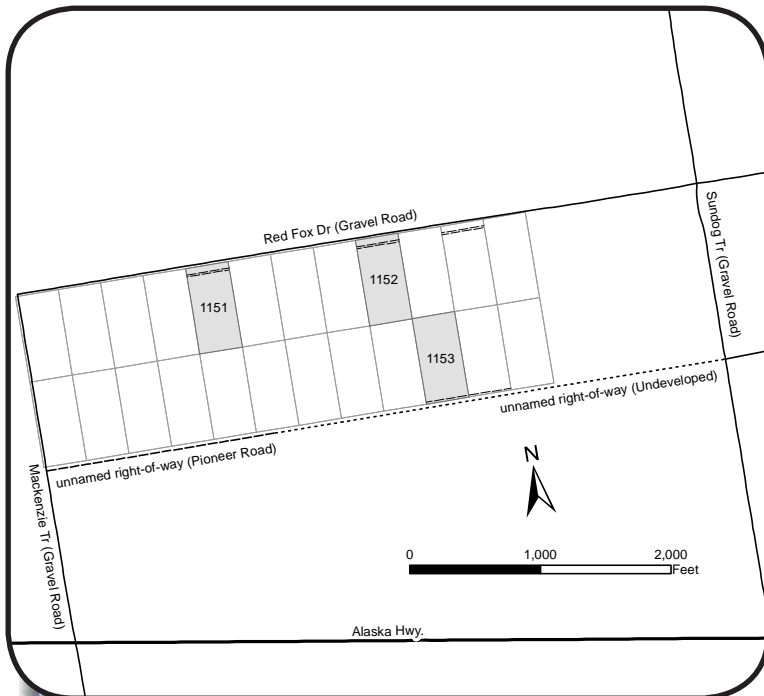 Red Fox Dr (Gravel Road)
Sundog Tr (Gravel Road)
1151
1152
1153
unnamed right-of-way (Undeveloped)
unnamed right-of-way (Pioneer Road)
Mackenzie Tr (Gravel Road)
N
0 1,000 2,000
Feet
Alaska Hwy.